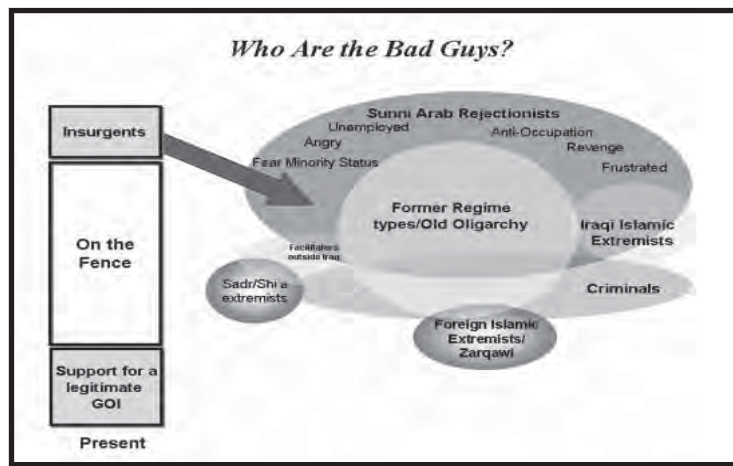 Who Are the Bad Guys?
Insurgents
On the
Fence
Support for a
legitimate
GOI
Present
Sunni Arab Rejectionists
Unemployed
Anti-Occupation
Angry
Revenge
Fear Minority Status
Frustrated
Former Regime
types/Old Oligarchy
Iraqi Islamic
Extremists
Facilitators
outside Iraq
Sadr/Shi a
extremists
Criminals
Foreign Islamic
Extremists/
Zarqawi